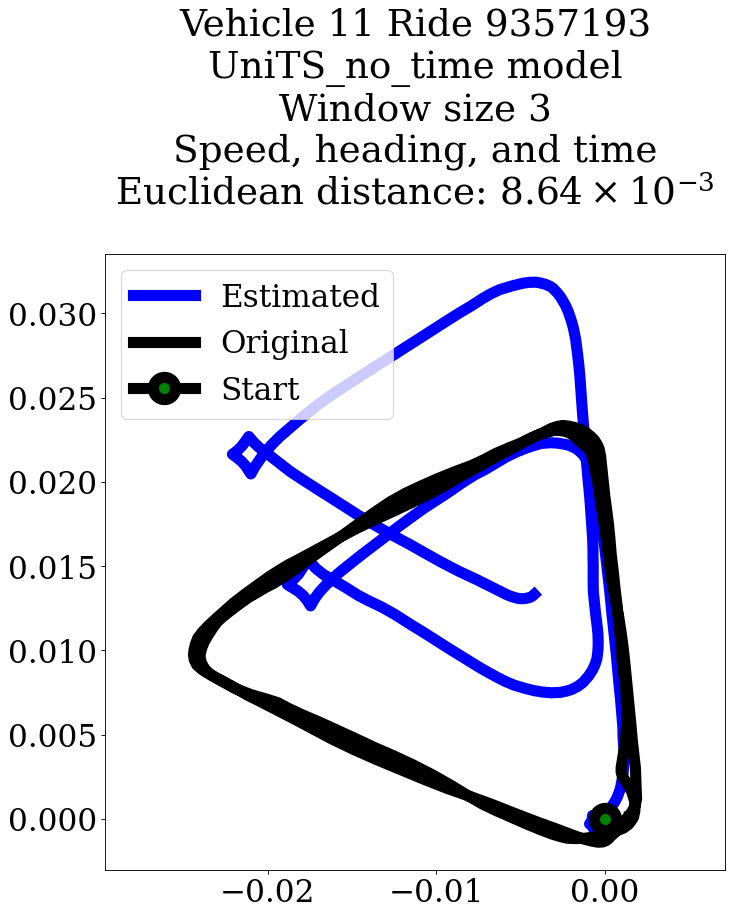 Vehicle 11 Ride 9357193
UniTS_no_time model
Window size 3
Speed, heading, and time
Euclidean distance: 8.64 × 10⁻³
Estimated
Original
Start
0.030
0.025
0.020
0.015
0.010
0.005
0.000
−0.02 −0.01 0.00